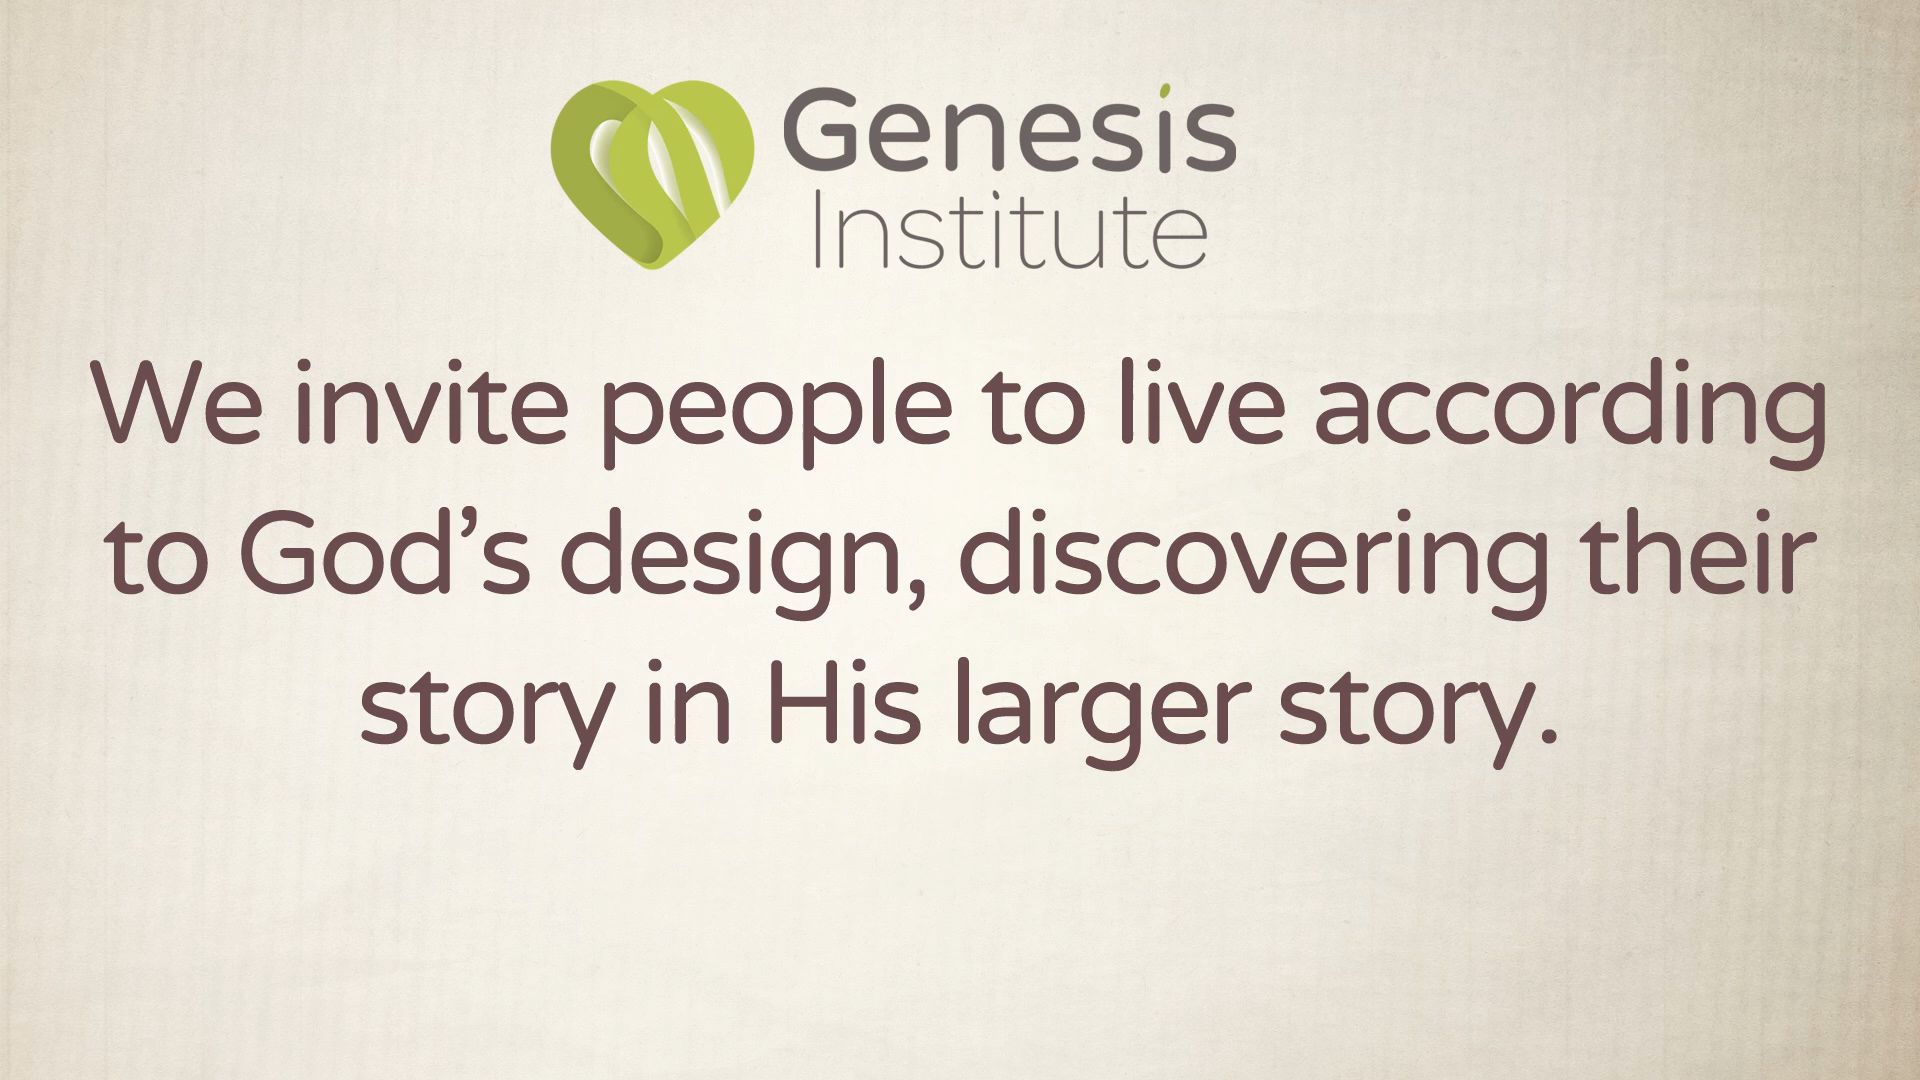 Genesis
Institute
We invite people to live according
to God’s design, discovering their
story in His larger story.